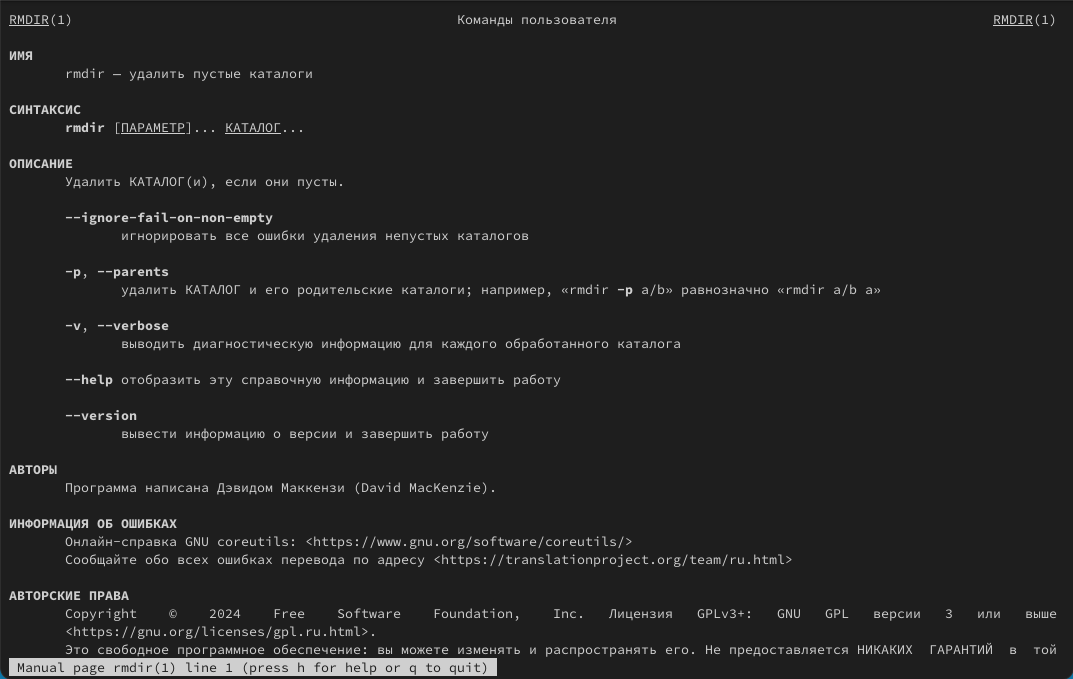 RMDIR(1) Команды пользователя RMDIR(1)
ИМЯ
rmdir — удалить пустые каталоги
СИНТАКСИС
rmdir [ПАРАМЕТР]... КАТАЛОГ...
ОПИСАНИЕ
Удалить КАТАЛОГ(и), если они пусты.
--ignore-fail-on-non-empty
игнорировать все ошибки удаления непустых каталогов
-p, --parents
удалить КАТАЛОГ и его родительские каталоги; например, «rmdir -p a/b» равнозначно «rmdir a/b a»
-v, --verbose
выводить диагностическую информацию для каждого обработанного каталога
--help отобразить эту справочную информацию и завершить работу
--version
вывести информацию о версии и завершить работу
АВТОРЫ
Программа написана Дэвидом Маккензи (David MacKenzie).
ИНФОРМАЦИЯ ОБ ОШИБКАХ
Онлайн-справка GNU coreutils: <https://www.gnu.org/software/coreutils/>
Сообщайте обо всех ошибках перевода по адресу <https://translationproject.org/team/ru.html>
АВТОРСКИЕ ПРАВА
Copyright © 2024 Free Software Foundation, Inc. Лицензия GPLv3+: GNU GPL версии 3 или выше
<https://gnu.org/licenses/gpl.ru.html>.
Это свободное программное обеспечение: вы можете изменять и распространять его. Не предоставляется НИКАКИХ ГАРАНТИЙ в той
Manual page rmdir(1) line 1 (press h for help or q to quit)